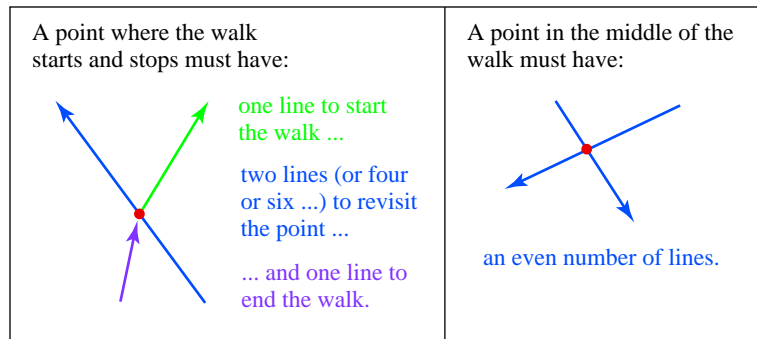 A point where the walk
starts and stops must have:
one line to start
the walk ...
two lines (or four
or six ...) to revisit
the point ...
... and one line to
end the walk.
A point in the middle of the
walk must have:
an even number of lines.